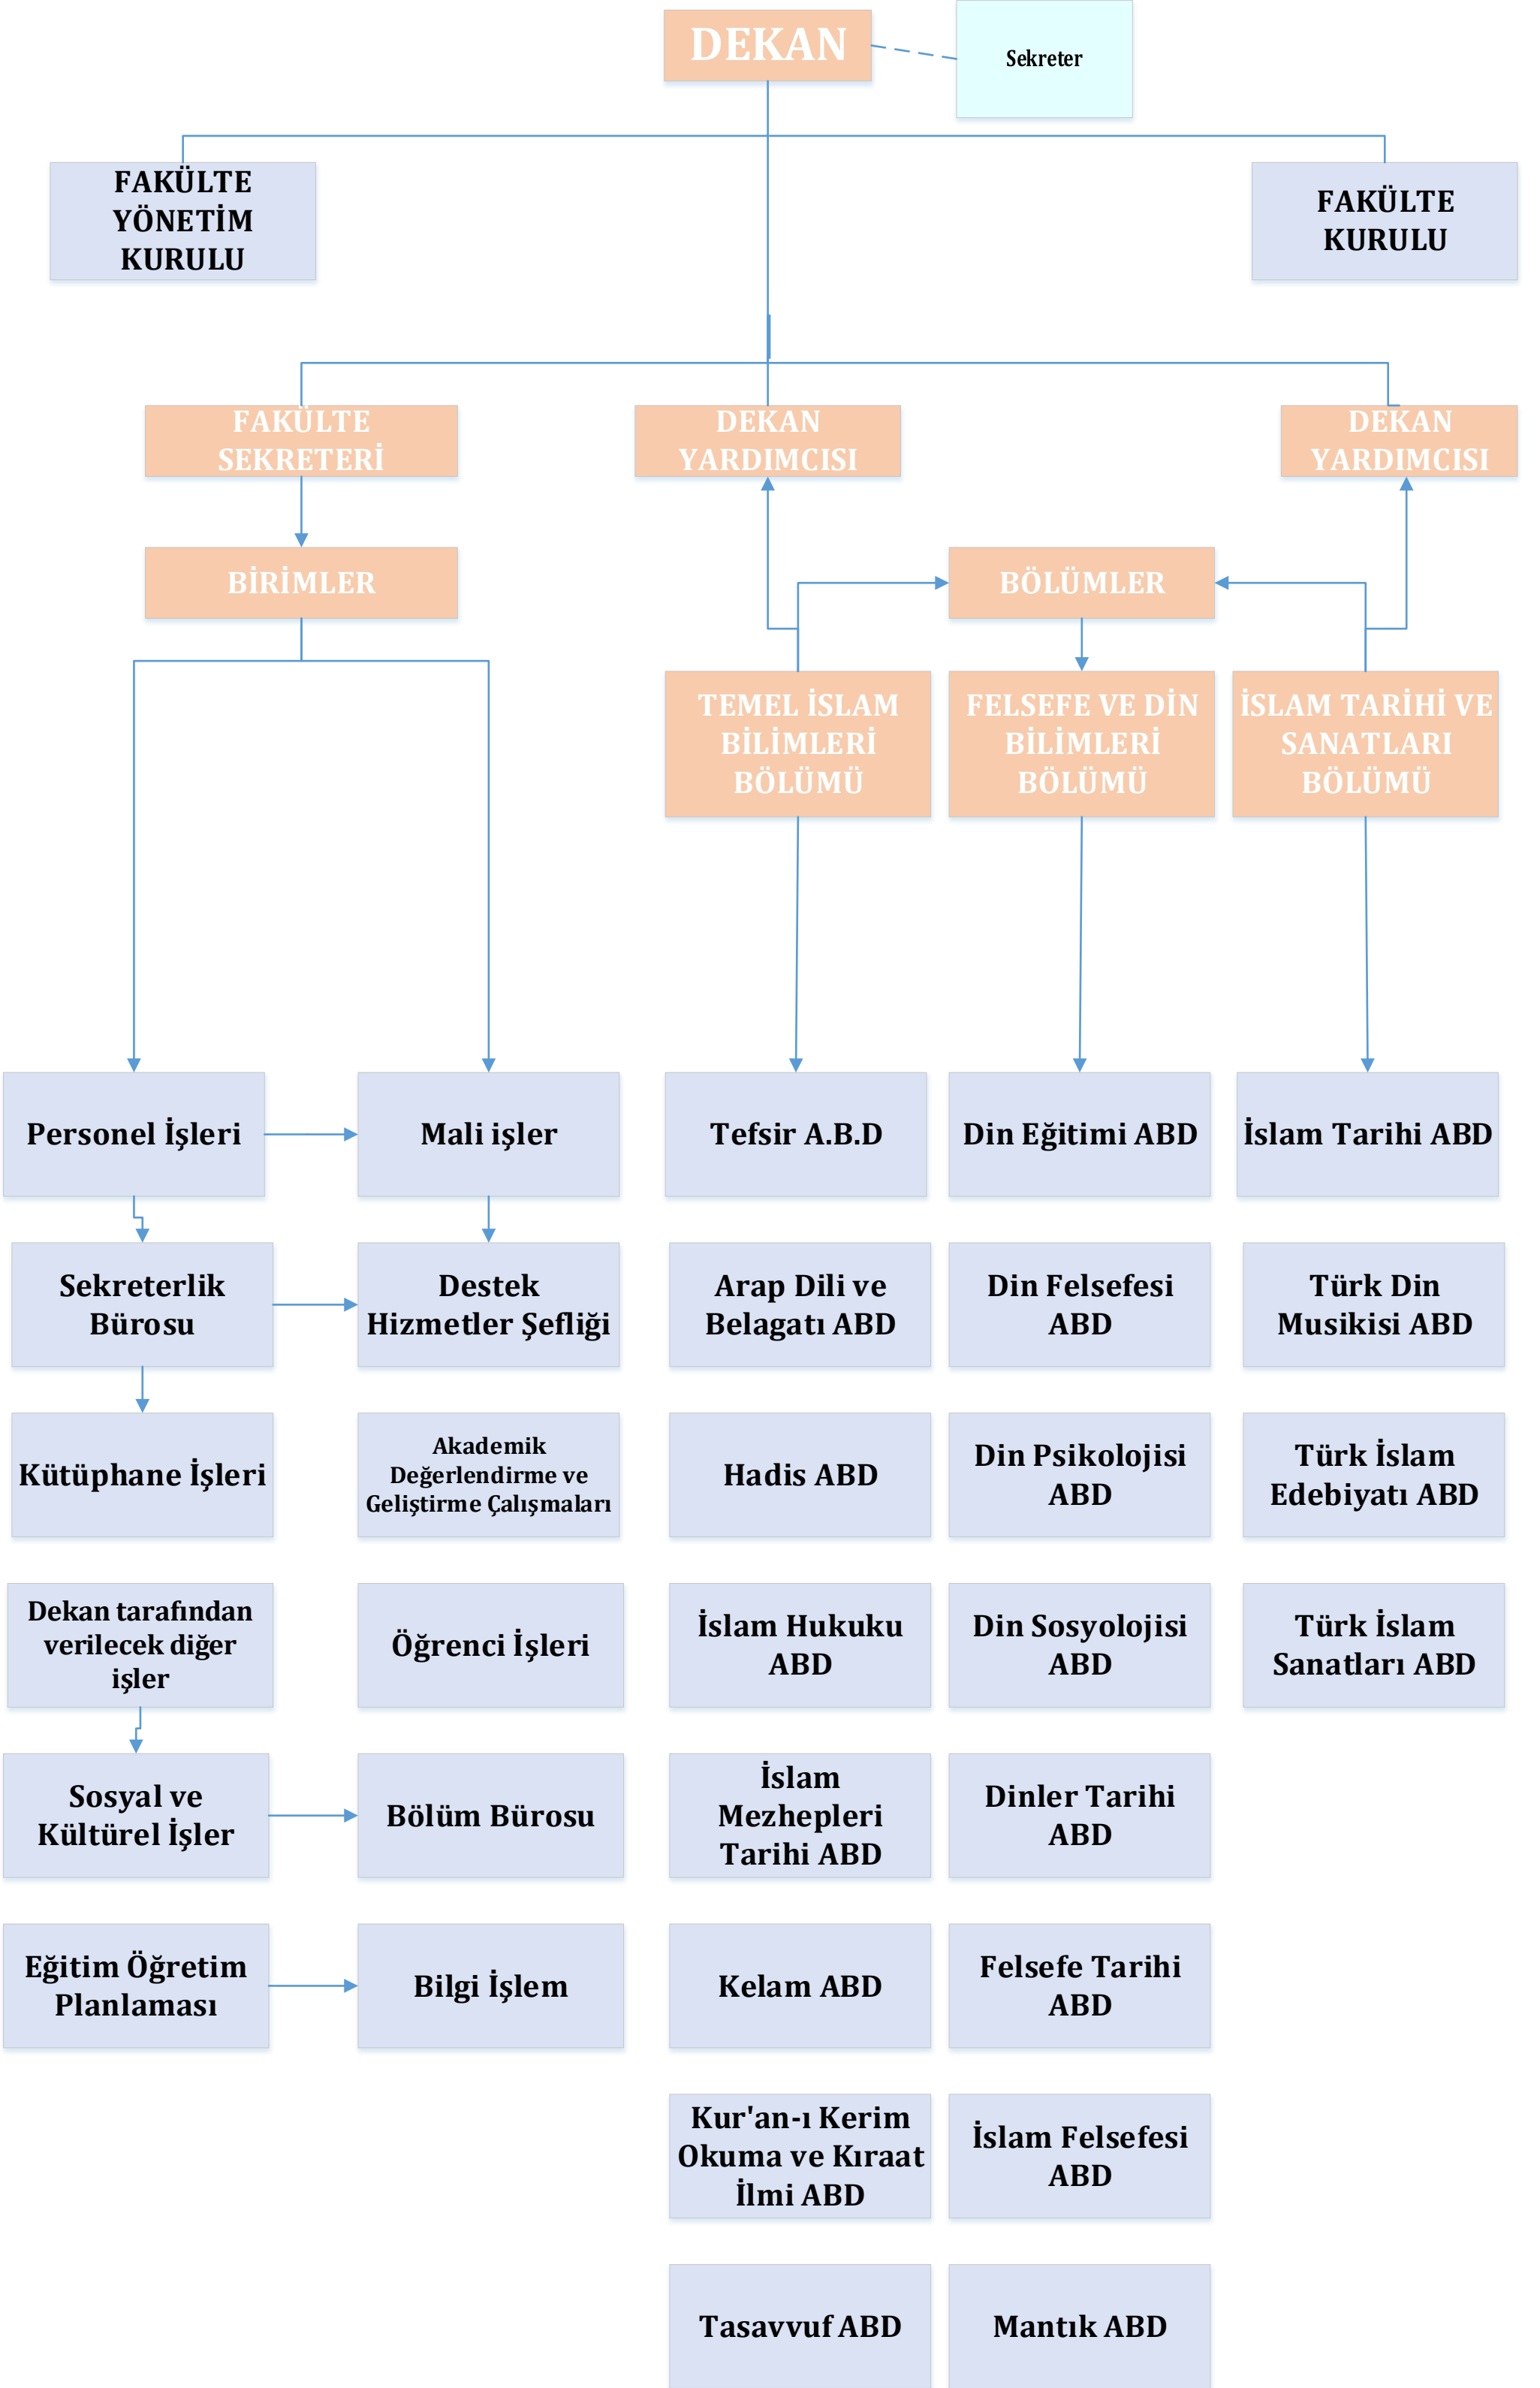 DEKAN
Sekreter
FAKÜLTE
YÖNETİM
KURULU
FAKÜLTE
KURULU
FAKÜLTE
SEKRETERİ
DEKAN
YARDIMCISI
DEKAN
YARDIMCISI
BİRİMLER
BÖLÜMLER
TEMEL İSLAM
BİLİMLERİ
BÖLÜMÜ
FELSEFE VE DİN
BİLİMLERİ
BÖLÜMÜ
İSLAM TARİHİ VE
SANATLARI
BÖLÜMÜ
Personel İşleri
Mali işler
Tefsir A.B.D
Din Eğitimi ABD
İslam Tarihi ABD
Sekreterlik
Bürosu
Destek
Hizmetler Şefliği
Arap Dili ve
Belagatı ABD
Din Felsefesi
ABD
Türk Din
Musikisi ABD
Kütüphane İşleri
Akademik
Değerlendirme ve
Geliştirme Çalışmaları
Hadis ABD
Din Psikolojisi
ABD
Türk İslam
Edebiyatı ABD
Dekan tarafından
verilecek diğer
işler
Öğrenci İşleri
İslam Hukuku
ABD
Din Sosyolojisi
ABD
Türk İslam
Sanatları ABD
Sosyal ve
Kültürel İşler
Bölüm Bürosu
İslam
Mezhepleri
Tarihi ABD
Dinler Tarihi
ABD
Eğitim Öğretim
Planlaması
Bilgi İşlem
Kelam ABD
Felsefe Tarihi
ABD
Kur'an-ı Kerim
Okuma ve Kıraat
İlmi ABD
İslam Felsefesi
ABD
Tasavvuf ABD
Mantık ABD